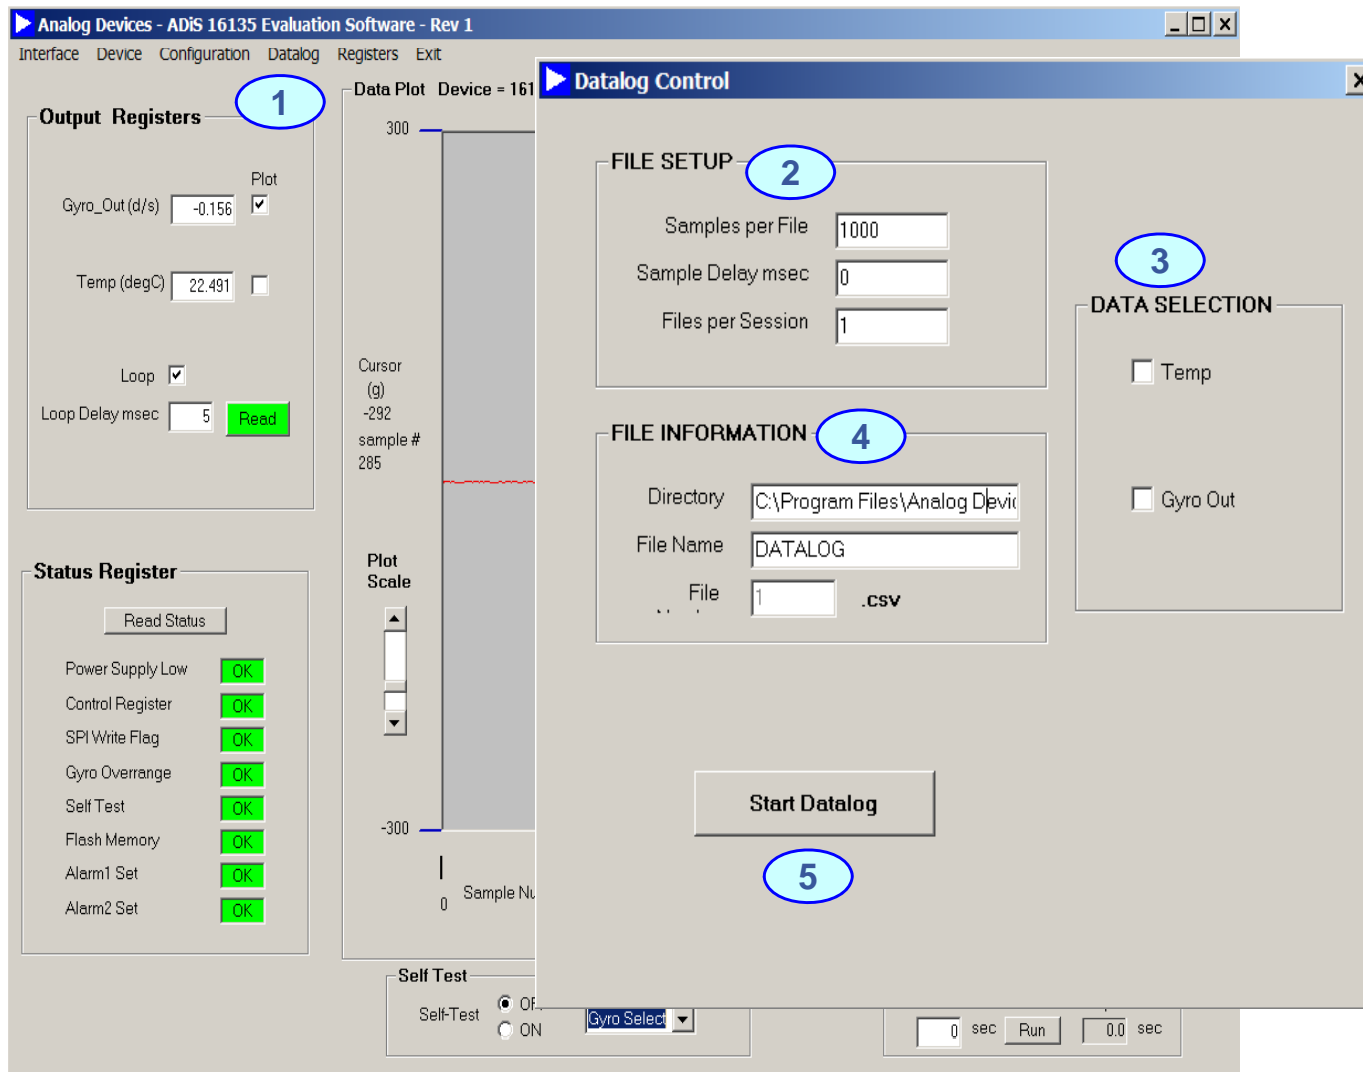 Analog Devices - ADiS 16135 Evaluation Software - Rev 1
Interface Device Configuration Datalog Registers Exit
1
Output Registers
Plot
Gyro_Out (d/s) -0.156
Temp (degC) 22.491
Loop
Loop Delay msec 5 Read
Status Register
Read Status
Power Supply Low OK
Control Register OK
SPI Write Flag OK
Gyro Overrange OK
Self Test OK
Flash Memory OK
Alarm1 Set OK
Alarm2 Set OK
Data Plot Device = 161
300
Cursor
(g)
-292
sample #
285
Plot
Scale
-300
0
Sample Nu
Self Test
Self-Test
ON
Gyro Select
0 sec Run 0.0 sec
Datalog Control
FILE SETUP 2
Samples per File 1000
Sample Delay msec 0
Files per Session 1
3
DATA SELECTION
Temp
Gyro Out
FILE INFORMATION 4
Directory C:\Program Files\Analog Devic
File Name DATALOG
File 1 .csv
Start Datalog
5